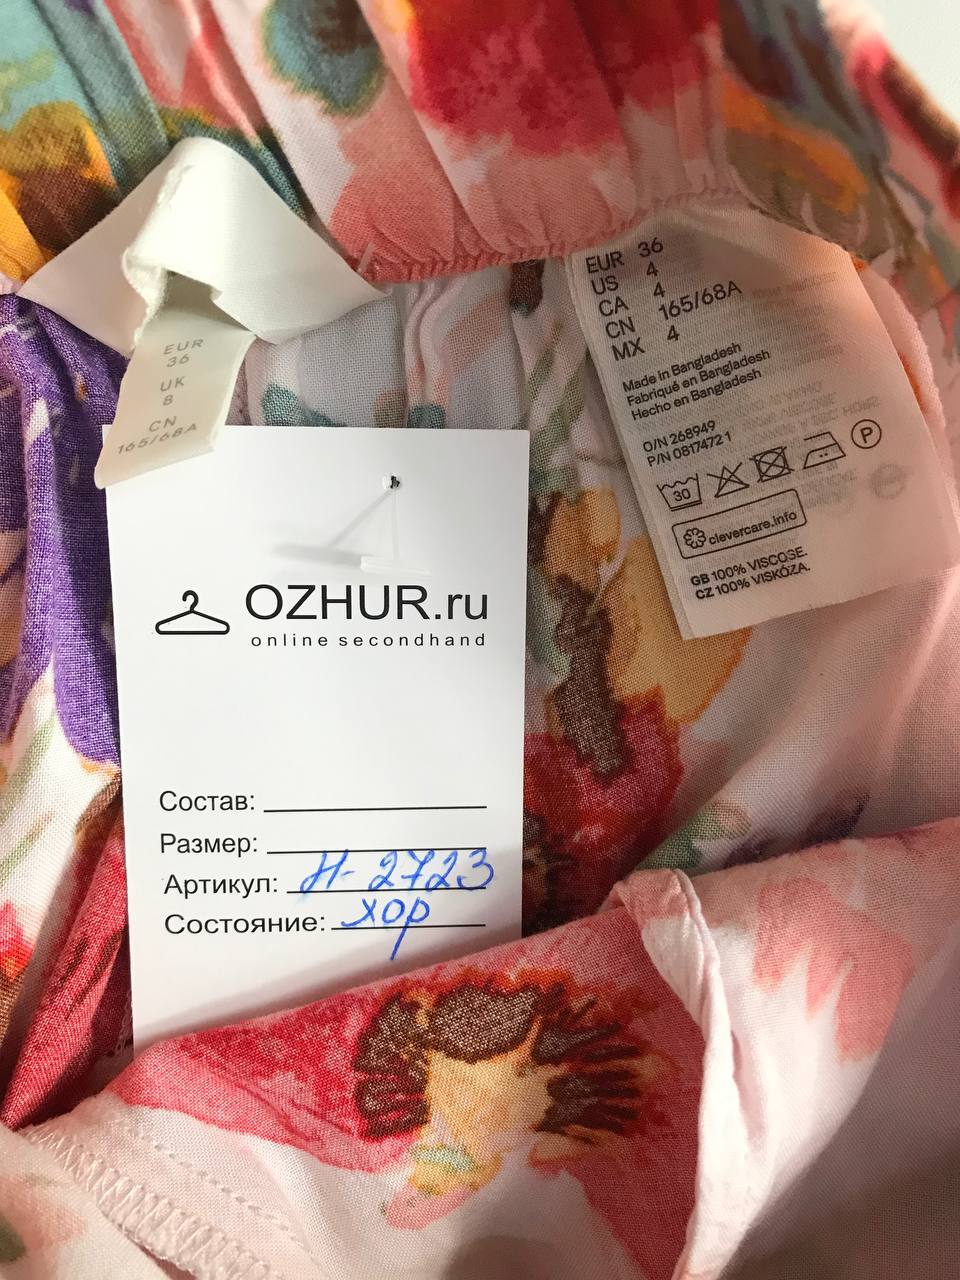 EUR
36
UK
8
CN
165/68A
EUR 36
US 4
CA 4
CN 165/68A
MX 4
Made in Bangladesh
Fabriqué en Bangladesh
Hecho en Bangladesh
O/N 268949
P/N 08174721
30
P
clevercare.info
GB 100% VISCOSE.
CZ 100% VISKÓZA.
OZHUR.ru
online secondhand
Состав:
Размер:
Артикул: Н-2723
Состояние: хор